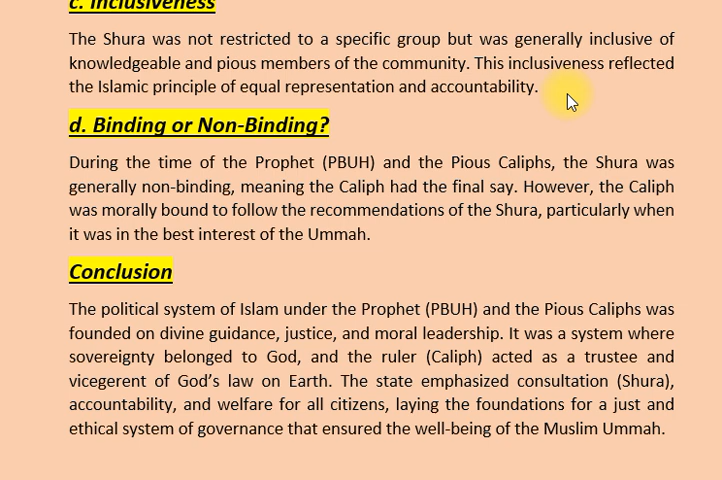 c. Inclusiveness
The Shura was not restricted to a specific group but was generally inclusive of
knowledgeable and pious members of the community. This inclusiveness reflected
the Islamic principle of equal representation and accountability.
d. Binding or Non-Binding?
During the time of the Prophet (PBUH) and the Pious Caliphs, the Shura was
generally non-binding, meaning the Caliph had the final say. However, the Caliph
was morally bound to follow the recommendations of the Shura, particularly when
it was in the best interest of the Ummah.
Conclusion
The political system of Islam under the Prophet (PBUH) and the Pious Caliphs was
founded on divine guidance, justice, and moral leadership. It was a system where
sovereignty belonged to God, and the ruler (Caliph) acted as a trustee and
vicegerent of God’s law on Earth. The state emphasized consultation (Shura),
accountability, and welfare for all citizens, laying the foundations for a just and
ethical system of governance that ensured the well-being of the Muslim Ummah.